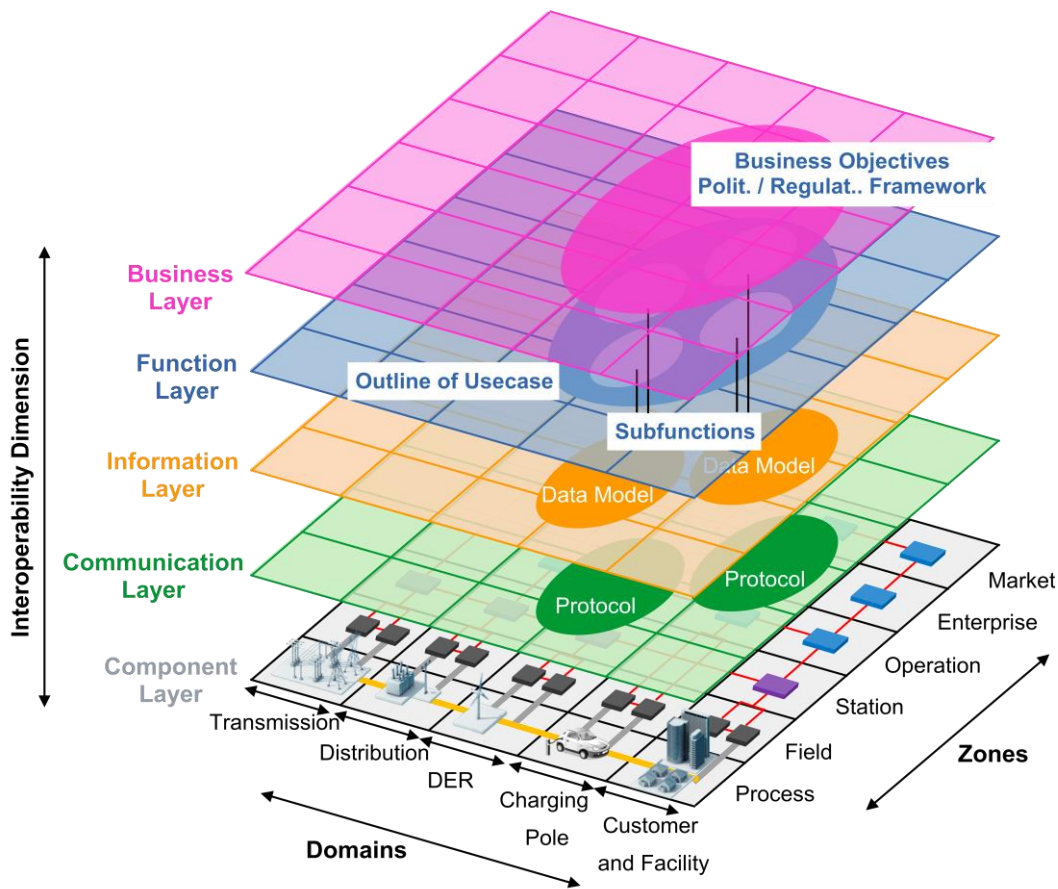 Business Objectives
Polit. / Regulat.. Framework
Interoperability Dimension
Business
Layer
Function
Layer
Outline of Usecase
Subfunctions
Information
Layer
Data Model
Data Model
Communication
Layer
Protocol
Protocol
Component
Layer
Market
Enterprise
Operation
Station
Field
Process
Zones
Transmission
Distribution
DER
Charging
Pole
Customer
and Facility
Domains